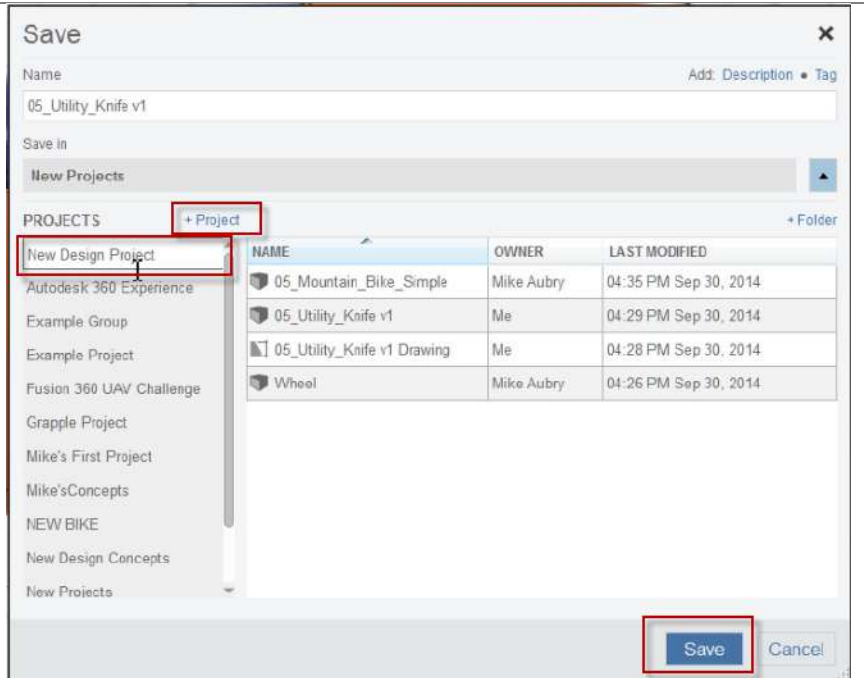 Save
Name
Add: Description • Tag
05_Utility_Knife v1
Save in
New Projects
PROJECTS
+ Project
+ Folder
New Design Project
Autodesk 360 Experience
Example Group
Example Project
Fusion 360 UAV Challenge
Grapple Project
Mike's First Project
Mike'sConcepts
NEW BIKE
New Design Concepts
New Projects
NAME OWNER LAST MODIFIED
05_Mountain_Bike_Simple Mike Aubry 04:35 PM Sep 30, 2014
05_Utility_Knife v1 Me 04:29 PM Sep 30, 2014
05_Utility_Knife v1 Drawing Me 04:28 PM Sep 30, 2014
Wheel Mike Aubry 04:26 PM Sep 30, 2014
Save
Cancel